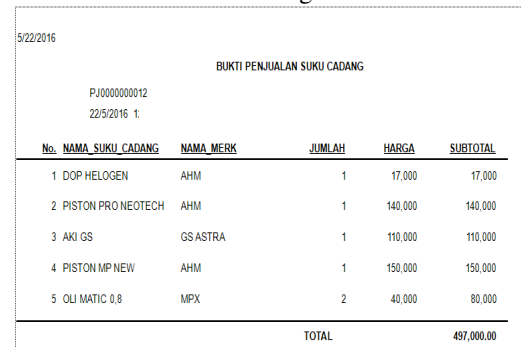 5/22/2016
BUKTI PENJUALAN SUKU CADANG
PJ0000000012
22/5/2016 1:
No. NAMA_SUKU_CADANG NAMA_MERK JUMLAH HARGA SUBTOTAL
1 DOP HELOGEN AHM 1 17,000 17,000
2 PISTON PRO NEOTECH AHM 1 140,000 140,000
3 AKI GS GS ASTRA 1 110,000 110,000
4 PISTON MP NEW AHM 1 150,000 150,000
5 OLI MATIC 0,8 MPX 2 40,000 80,000
TOTAL 497,000.00